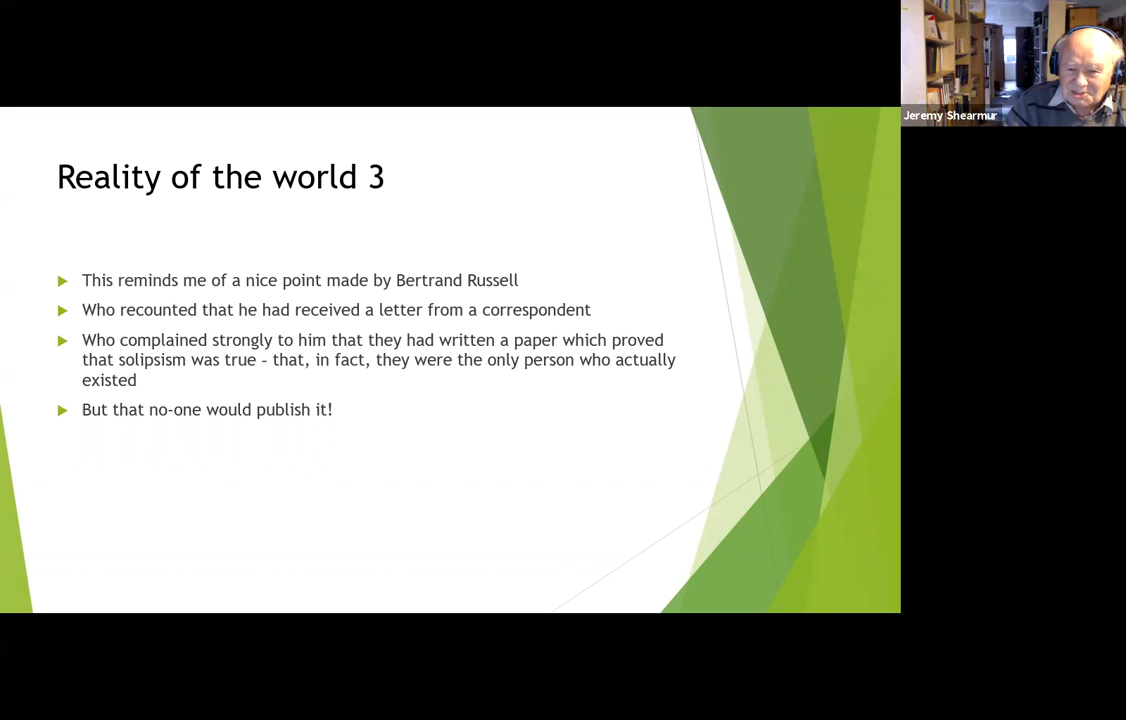 Jeremy Shearmur
Reality of the world 3
This reminds me of a nice point made by Bertrand Russell
Who recounted that he had received a letter from a correspondent
Who complained strongly to him that they had written a paper which proved
that solipsism was true – that, in fact, they were the only person who actually
existed
But that no-one would publish it!